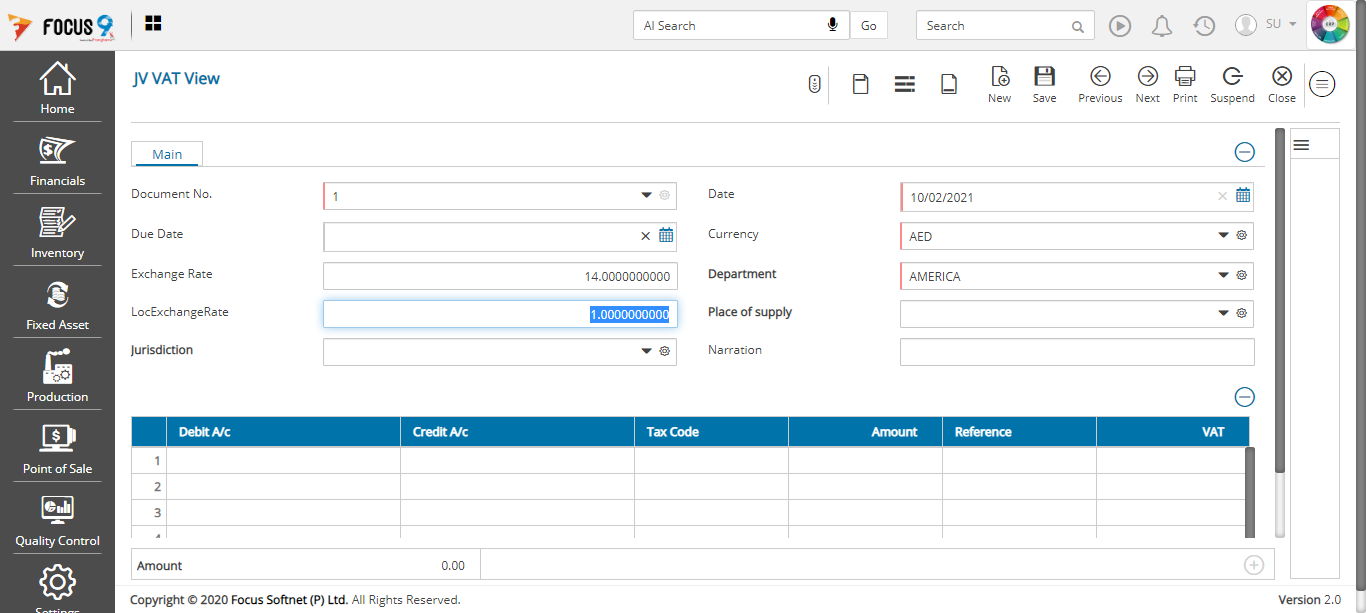 FOCUS 9
AI Search
Go
Search
SU
Home
Financials
Inventory
Fixed Asset
Production
Point of Sale
Quality Control
Settings
JV VAT View
New
Save
Previous
Next
Print
Suspend
Close
Main
Document No.
1
Date
10/02/2021
Due Date
Currency
AED
Exchange Rate
14.0000000000
Department
AMERICA
LocExchangeRate
1.0000000000
Place of supply
Jurisdiction
Narration
Debit A/c Credit A/c Tax Code Amount Reference VAT
1
2
3
4
Amount 0.00
Copyright © 2020 Focus Softnet (P) Ltd. All Rights Reserved.
Version 2.0